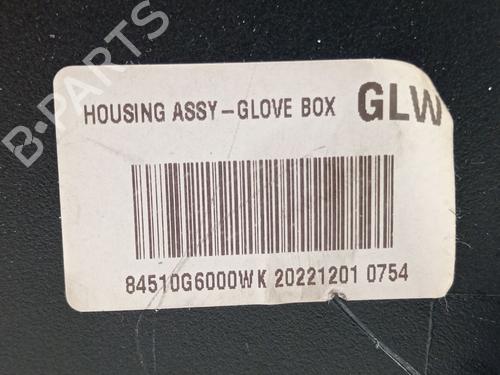 B-PARTS
HOUSING ASSY-GLOVE BOX GLW
84510G6000WK 20221201 0754